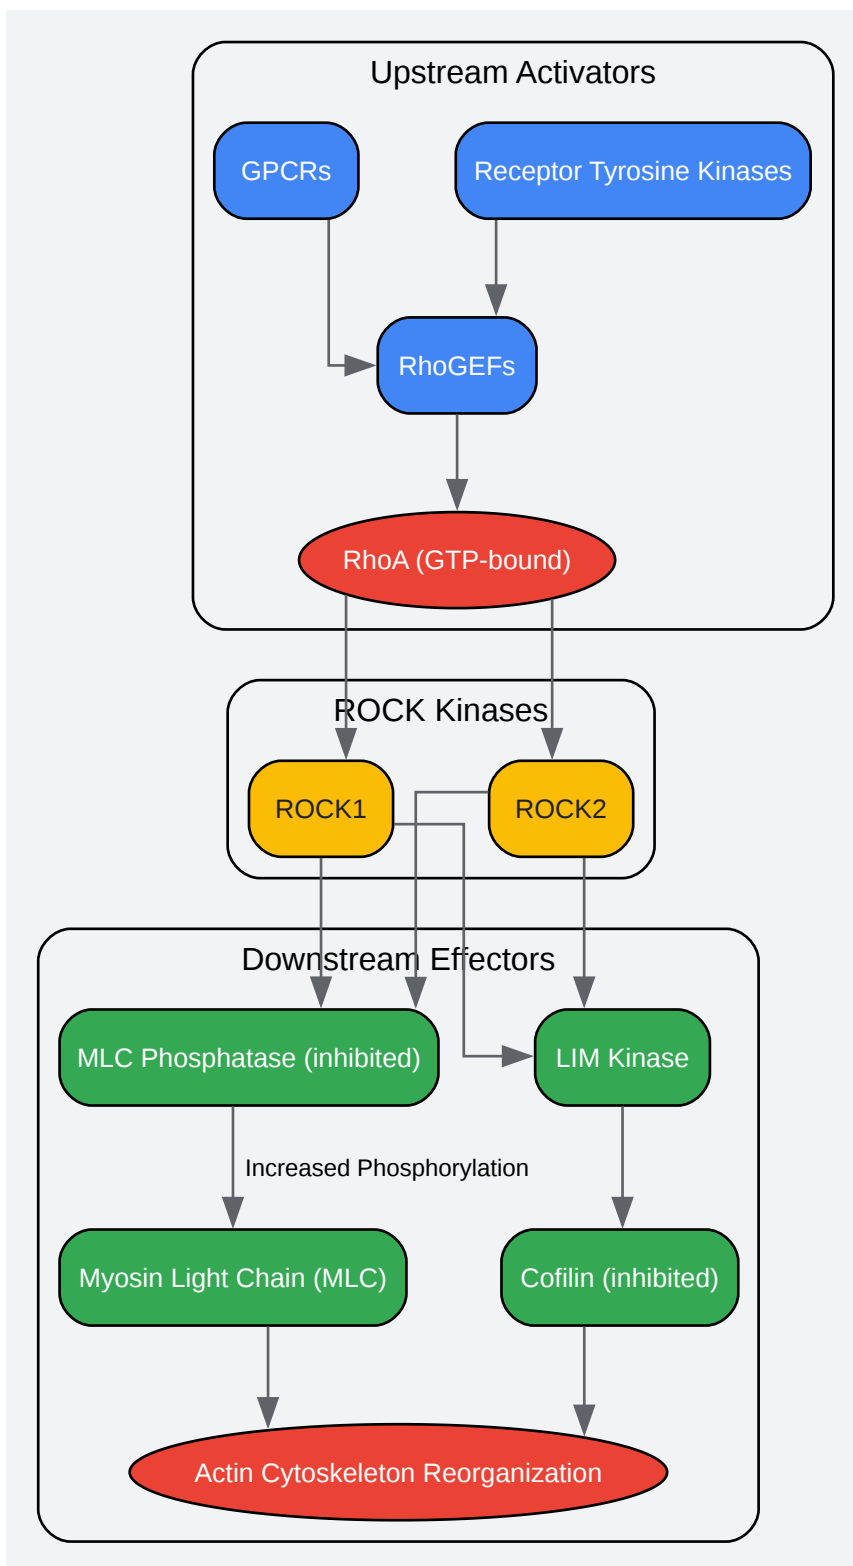 Upstream Activators
GPCRs
Receptor Tyrosine Kinases
RhoGEFs
RhoA (GTP-bound)
ROCK Kinases
ROCK1
ROCK2
Downstream Effectors
MLC Phosphatase (inhibited)
LIM Kinase
Increased Phosphorylation
Myosin Light Chain (MLC)
Cofilin (inhibited)
Actin Cytoskeleton Reorganization